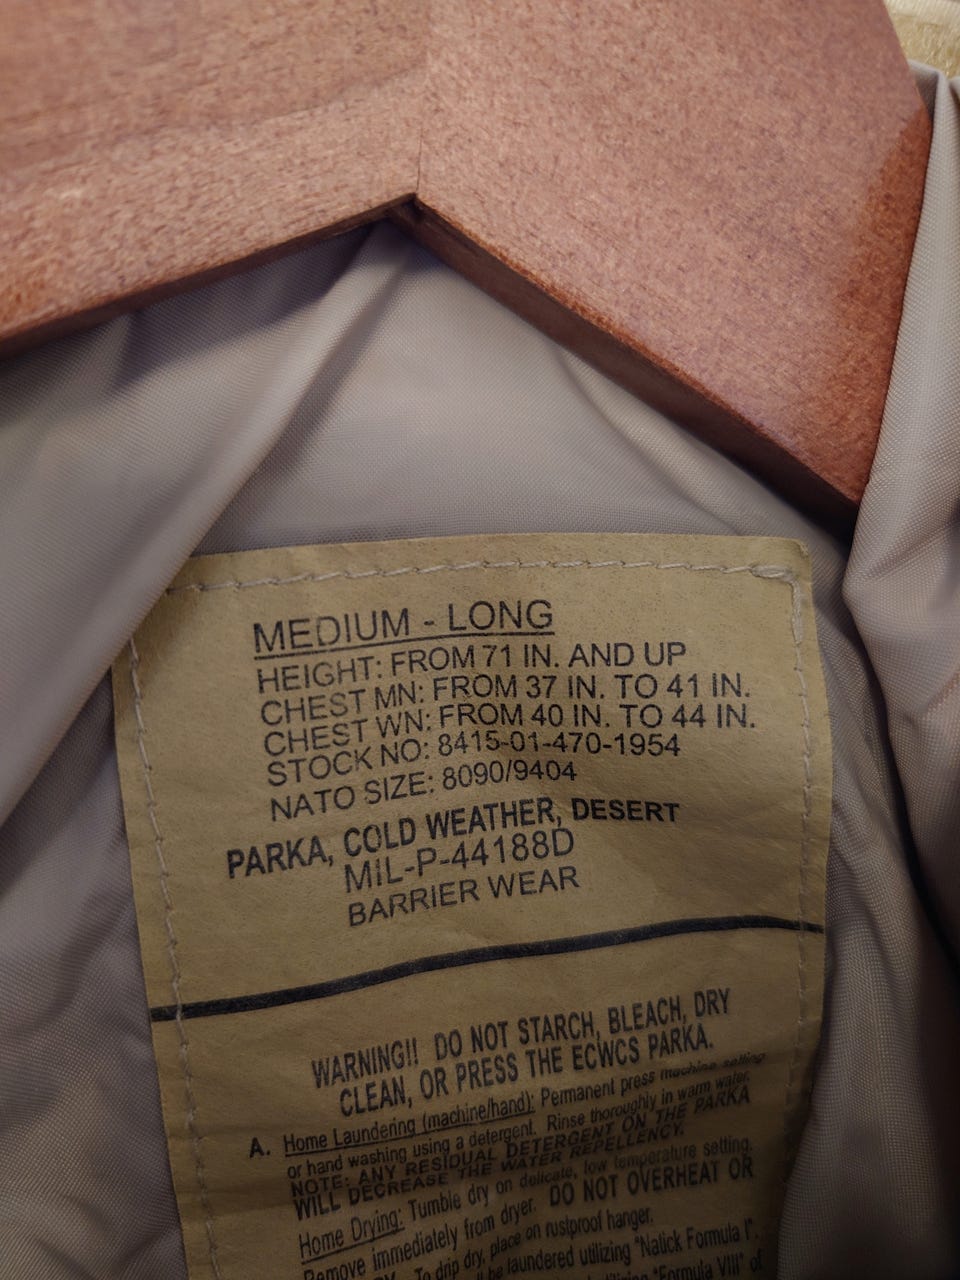 MEDIUM - LONG
HEIGHT: FROM 71 IN. AND UP
CHEST MN: FROM 37 IN. TO 41 IN.
CHEST WN: FROM 40 IN. TO 44 IN.
STOCK NO: 8415-01-470-1954
NATO SIZE: 8090/9404
PARKA, COLD WEATHER, DESERT
MIL-P-44188D
BARRIER WEAR
WARNING!! DO NOT STARCH, BLEACH, DRY
CLEAN, OR PRESS THE ECWCS PARKA.
A. Home Laundering (machine/hand): Permanent press machine setting
or hand washing using a detergent. Rinse thoroughly in warm water.
NOTE: ANY RESIDUAL DETERGENT ON THE PARKA
WILL DECREASE THE WATER REPELLENCY.
Home Drying: Tumble dry on delicate, low temperature setting.
Remove immediately from dryer. DO NOT OVERHEAT OR
To drip dry, place on rustproof hanger.
be laundered utilizing "Natick Formula I".
"Formula VIII" of